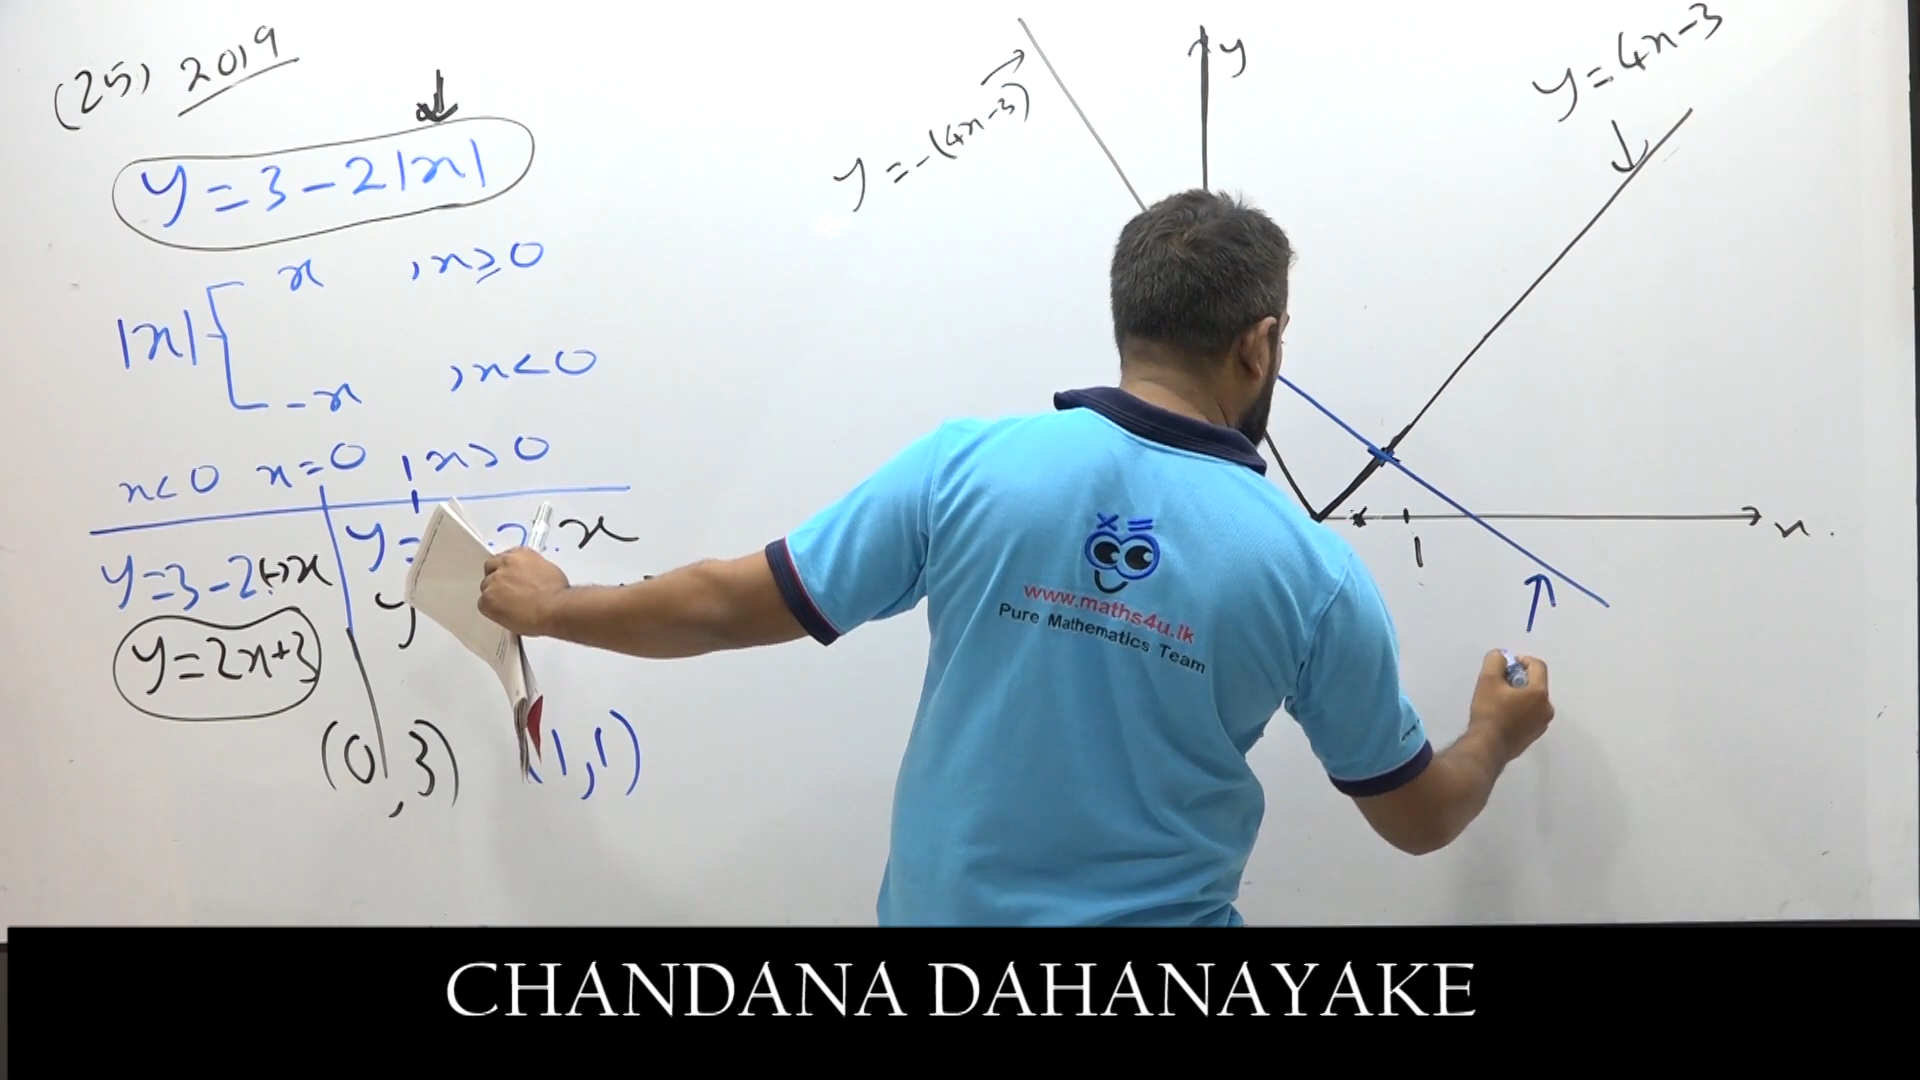 (25) 2019
y = 3 - 2|x|
|x| [ x , x ≥ 0
-x , x < 0
x < 0 x = 0 , x > 0
y = 3 - 2(-)x
y = 2x + 3
y = x
y
(0, 3)
(1, 1)
y = -(4x-3)
y
y = 4x-3
x
1
www.maths4u.lk
Pure Mathematics Team
CHANDANA DAHANAYAKE